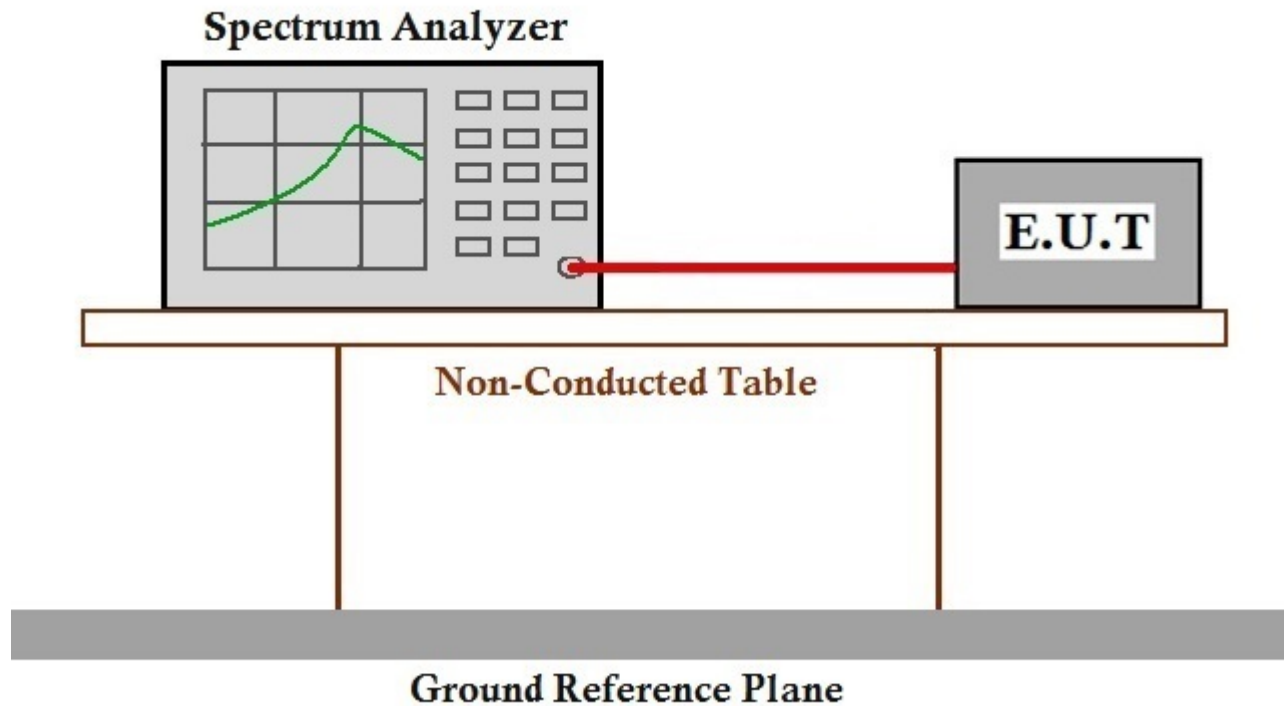 Spectrum Analyzer
E.U.T
Non-Conducted Table
Ground Reference Plane